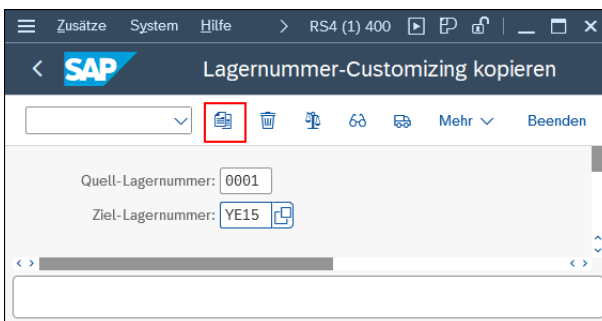 Zusätze System Hilfe > RS4 (1) 400
< SAP Lagernummer-Customizing kopieren
Mehr Beenden
Quell-Lagernummer: 0001
Ziel-Lagernummer: YE15